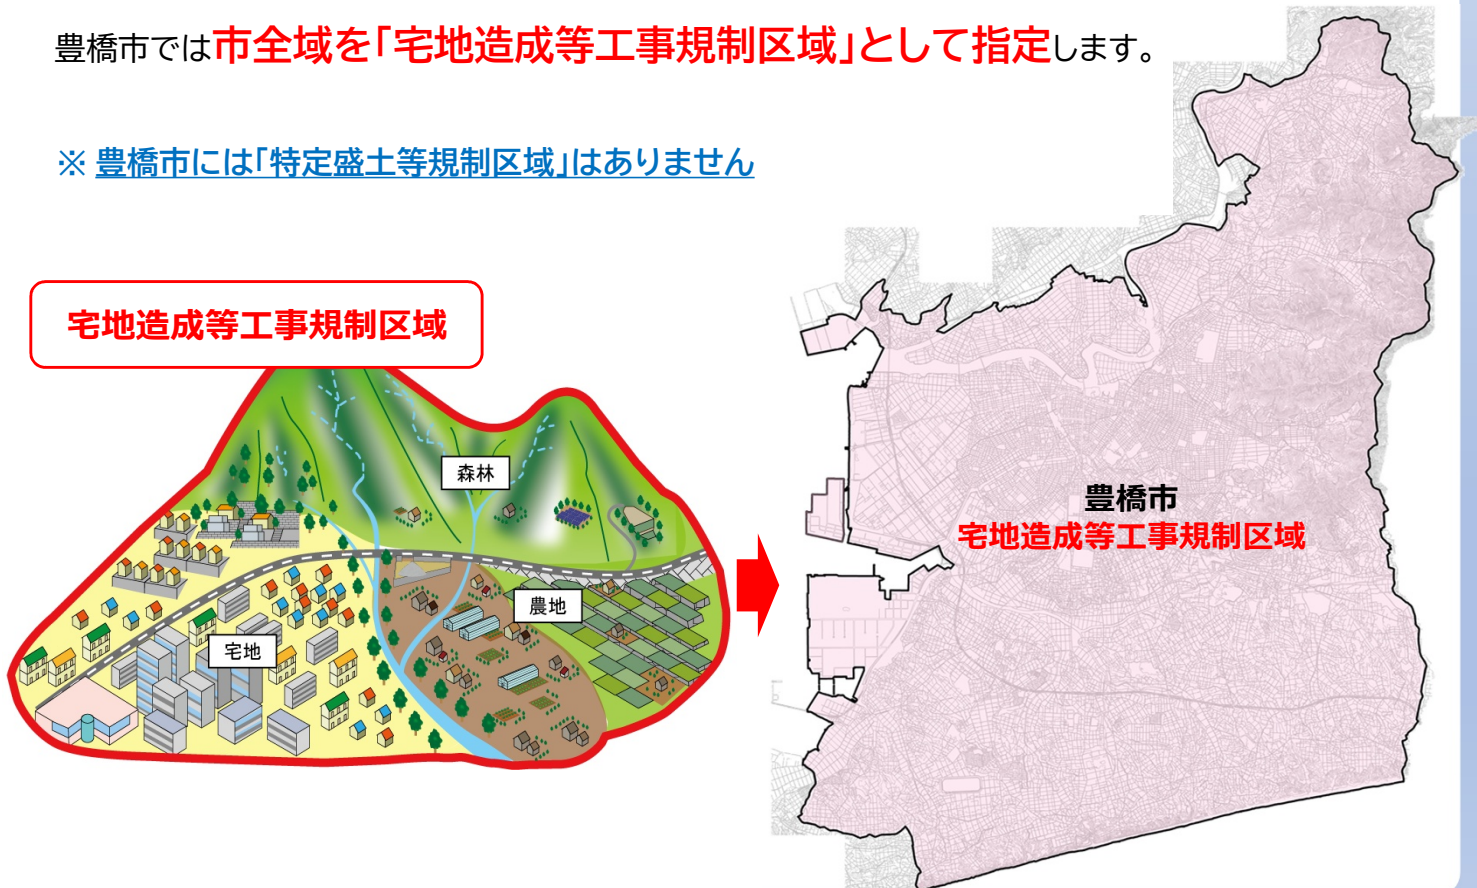 豊橋市では市全域を「宅地造成等工事規制区域」として指定します。
※ 豊橋市には「特定盛土等規制区域」はありません
宅地造成等工事規制区域
森林
農地
宅地
豊橋市
宅地造成等工事規制区域